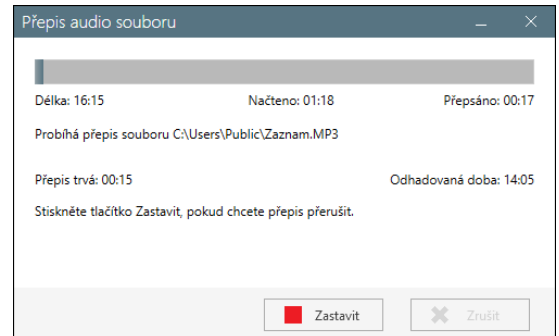 Přepis audio souboru
Délka: 16:15 Načteno: 01:18 Přepsáno: 00:17
Probíhá přepis souboru C:\Users\Public\Zaznam.MP3
Přepis trvá: 00:15 Odhadovaná doba: 14:05
Stiskněte tlačítko Zastavit, pokud chcete přepis přerušit.
Zastavit Zrušit